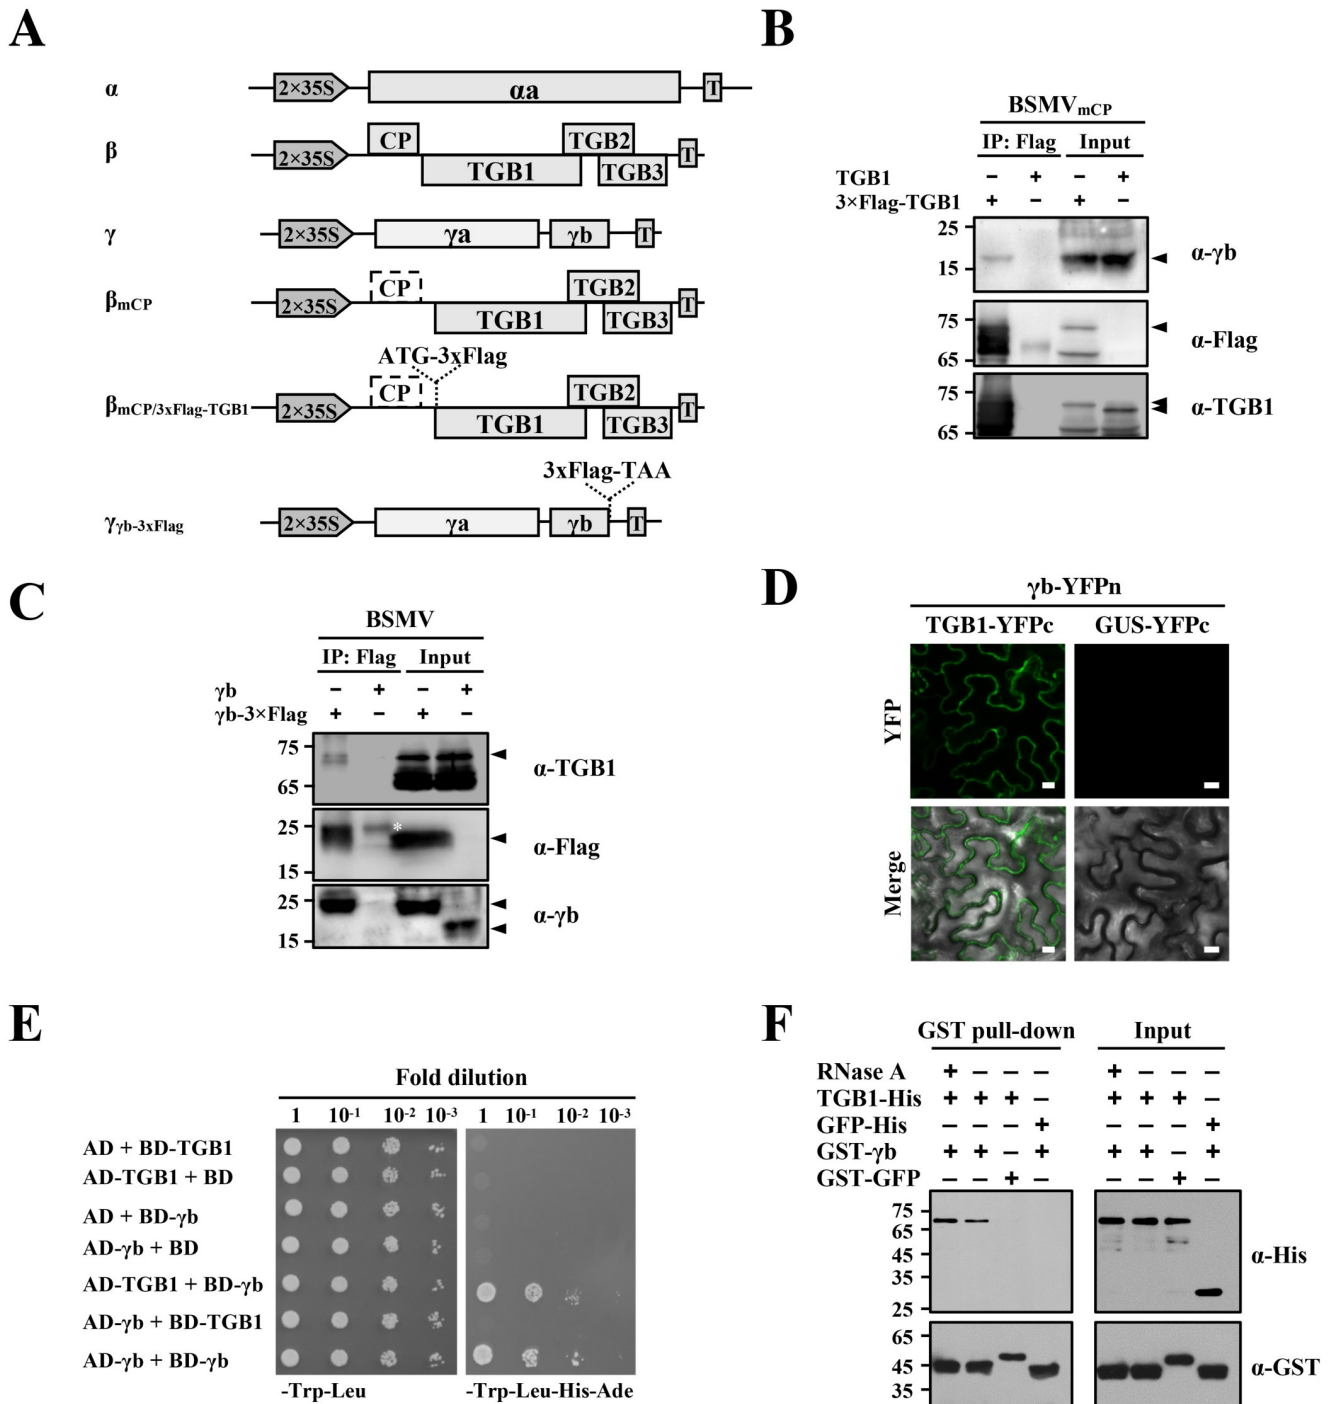 A
α 2×35S αa T
β 2×35S CP TGB1 TGB2 TGB3 T
γ 2×35S γa γb T
βmCP 2×35S CP TGB1 TGB2 TGB3 T
ATG-3xFlag
βmCP/3xFlag-TGB1 2×35S CP TGB1 TGB2 TGB3 T
3xFlag-TAA
γγb-3xFlag 2×35S γa γb T
B
BSMVmCP
IP: Flag Input
TGB1 − + − +
3×Flag-TGB1 + − + −
25
15
α-γb
75
65
α-Flag
75
65
α-TGB1
C
BSMV
IP: Flag Input
γb − + − +
γb-3×Flag + − + −
75
65
α-TGB1
25 *
15
α-Flag
25
15
α-γb
D
γb-YFPn
TGB1-YFPc GUS-YFPc
YFP
Merge
E
Fold dilution
1 10-1 10-2 10-3 1 10-1 10-2 10-3
AD + BD-TGB1
AD-TGB1 + BD
AD + BD-γb
AD-γb + BD
AD-TGB1 + BD-γb
AD-γb + BD-TGB1
AD-γb + BD-γb
-Trp-Leu -Trp-Leu-His-Ade
F
GST pull-down Input
RNase A + − − − + − − −
TGB1-His + + + − + + + −
GFP-His − − − + − − − +
GST-γb + + − + + + − +
GST-GFP − − + − − − + −
75
65
45
35
25
α-His
65
45
35
α-GST